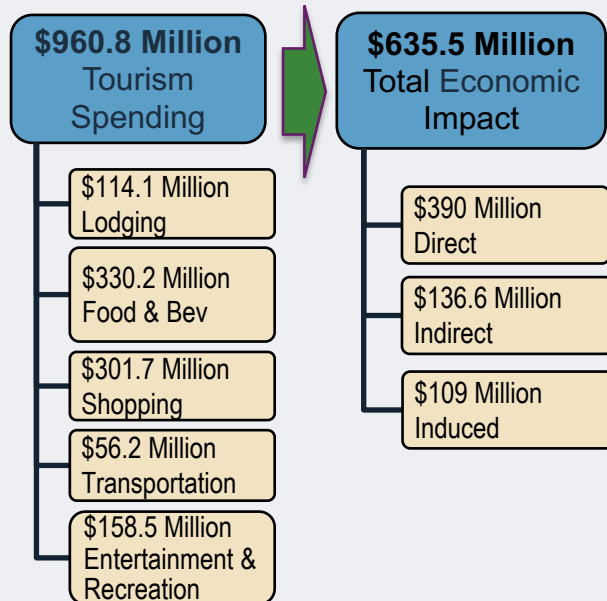 $960.8 Million
Tourism
Spending
$114.1 Million
Lodging
$330.2 Million
Food & Bev
$301.7 Million
Shopping
$56.2 Million
Transportation
$158.5 Million
Entertainment &
Recreation
$635.5 Million
Total Economic
Impact
$390 Million
Direct
$136.6 Million
Indirect
$109 Million
Induced